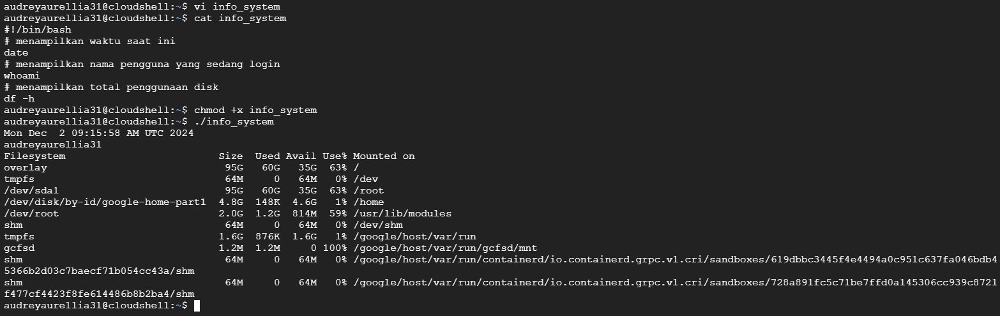 audreyaurellia31@cloudshell:~$ vi info_system
audreyaurellia31@cloudshell:~$ cat info_system
#!/bin/bash
# menampilkan waktu saat ini
date
# menampilkan nama pengguna yang sedang login
whoami
# menampilkan total penggunaan disk
df -h
audreyaurellia31@cloudshell:~$ chmod +x info_system
audreyaurellia31@cloudshell:~$ ./info_system
Mon Dec  2 09:15:58 AM UTC 2024
audreyaurellia31
Filesystem                         Size  Used Avail Use% Mounted on
overlay                             95G   60G   35G  63% /
tmpfs                               64M     0   64M   0% /dev
/dev/sda1                           95G   60G   35G  63% /root
/dev/disk/by-id/google-home-part1  4.8G  148K  4.6G   1% /home
/dev/root                          2.0G  1.2G  814M  59% /usr/lib/modules
shm                                 64M     0   64M   0% /dev/shm
tmpfs                              1.6G  876K  1.6G   1% /google/host/var/run
gcfsd                              1.2M  1.2M     0 100% /google/host/var/run/gcfsd/mnt
shm                                 64M     0   64M   0% /google/host/var/run/containerd/io.containerd.grpc.v1.cri/sandboxes/619dbbc3445f4e4494a0c951c637fa046bdb4
5366b2d03c7baecf71b054cc43a/shm
shm                                 64M     0   64M   0% /google/host/var/run/containerd/io.containerd.grpc.v1.cri/sandboxes/728a891fc5c71be7ffd0a145306cc939c8721
f477cf4423f8fe614486b8b2ba4/shm
audreyaurellia31@cloudshell:~$